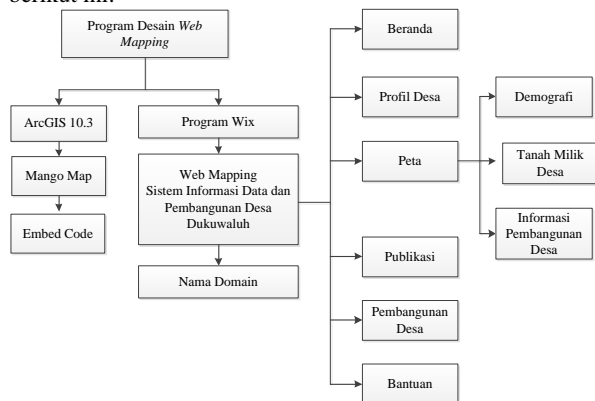 berikut ini:
Program Desain Web
Mapping
ArcGIS 10.3
Mango Map
Embed Code
Program Wix
Web Mapping
Sistem Informasi Data dan
Pembangunan Desa
Dukuwaluh
Nama Domain
Beranda
Profil Desa
Peta
Publikasi
Pembangunan
Desa
Bantuan
Demografi
Tanah Milik
Desa
Informasi
Pembangunan
Desa